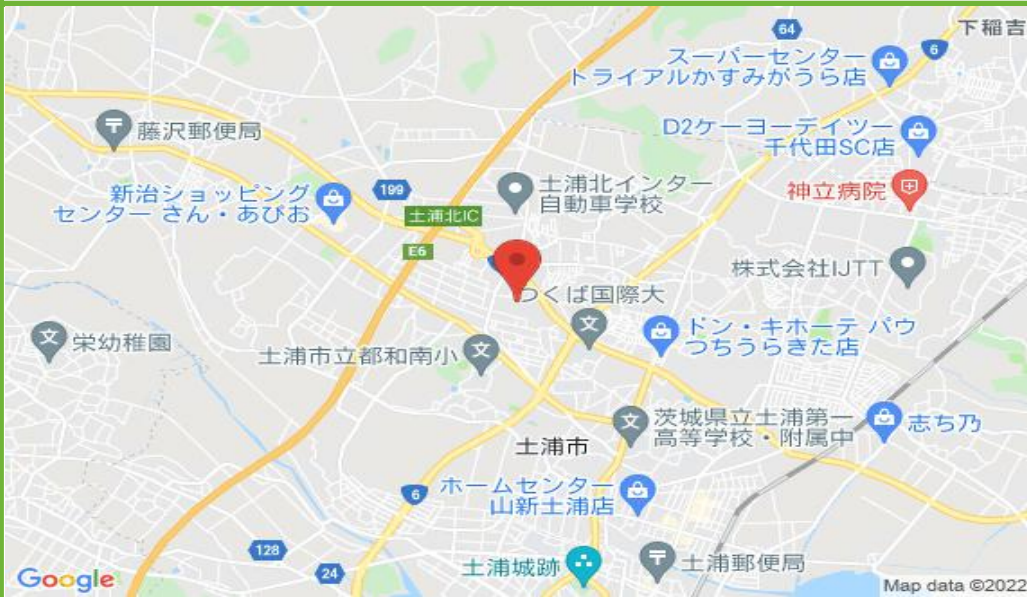 64
下稲吉
6
スーパーセンター
トライアルかすみがうら店
藤沢郵便局
D2ケーヨーデイツー
千代田SC店
新治ショッピング
センター さん・あぴお
199
土浦北インター
自動車学校
神立病院
土浦北IC
E6
株式会社IJTT
つくば国際大
栄幼稚園
土浦市立都和南小
ドン・キホーテ パウ
つちうらきた店
茨城県立土浦第一
高等学校・附属中
志ち乃
土浦市
6
ホームセンター
山新土浦店
128
24
土浦城跡
土浦郵便局
Google
Map data ©2022